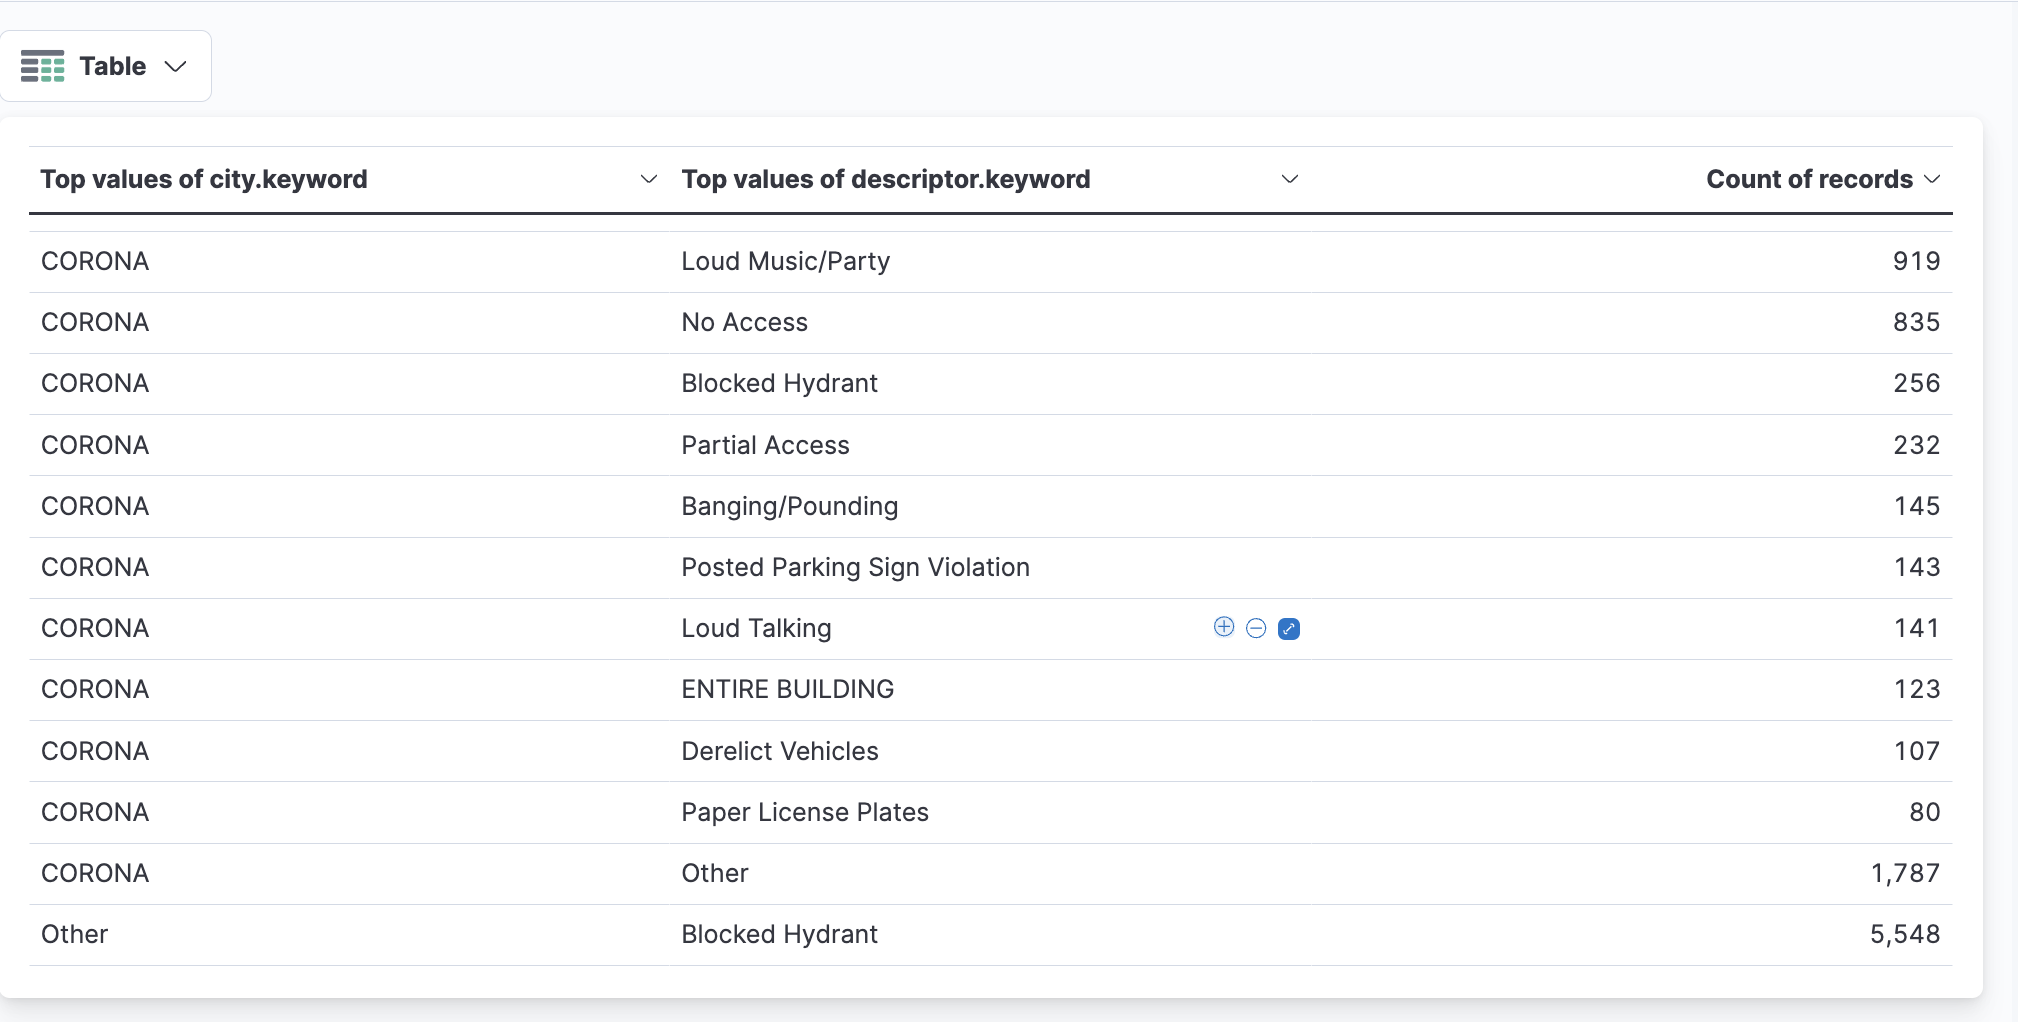 Table
Top values of city.keyword Top values of descriptor.keyword Count of records
CORONA Loud Music/Party 919
CORONA No Access 835
CORONA Blocked Hydrant 256
CORONA Partial Access 232
CORONA Banging/Pounding 145
CORONA Posted Parking Sign Violation 143
CORONA Loud Talking 141
CORONA ENTIRE BUILDING 123
CORONA Derelict Vehicles 107
CORONA Paper License Plates 80
CORONA Other 1,787
Other Blocked Hydrant 5,548